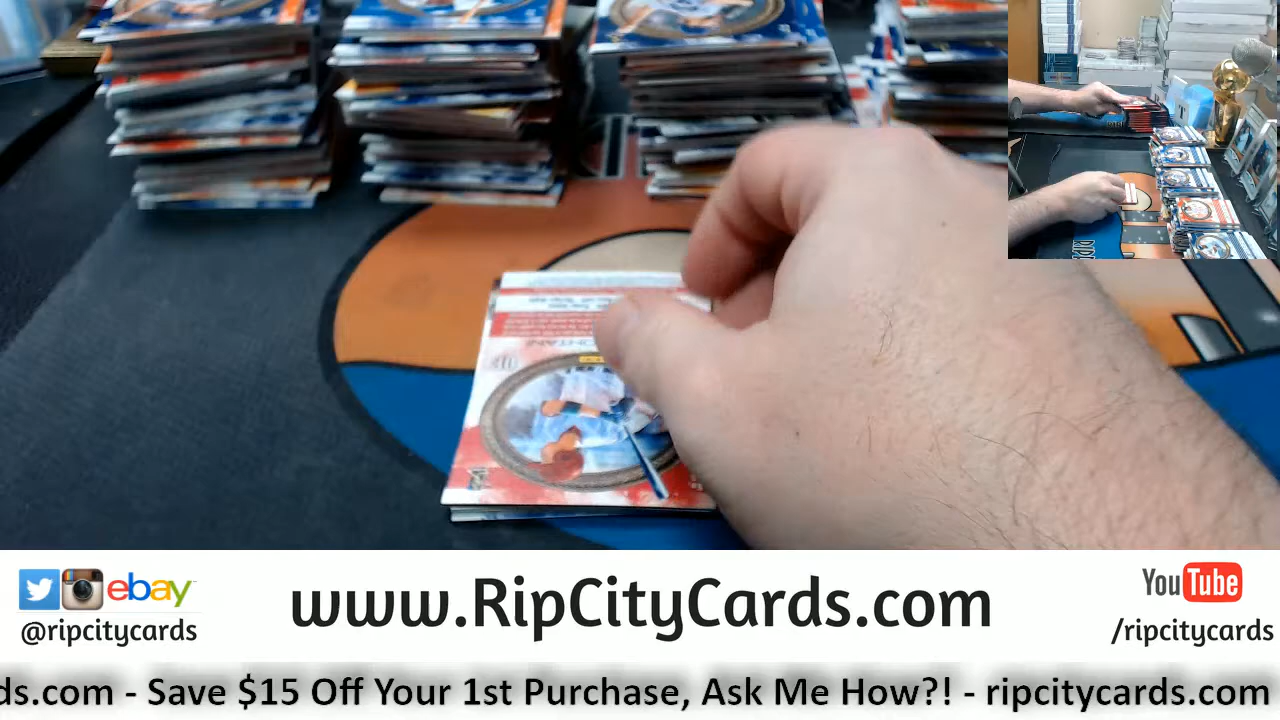 ebay
@ripcitycards
www.RipCityCards.com
YouTube
/ripcitycards
ds.com - Save $15 Off Your 1st Purchase, Ask Me How?! - ripcitycards.com